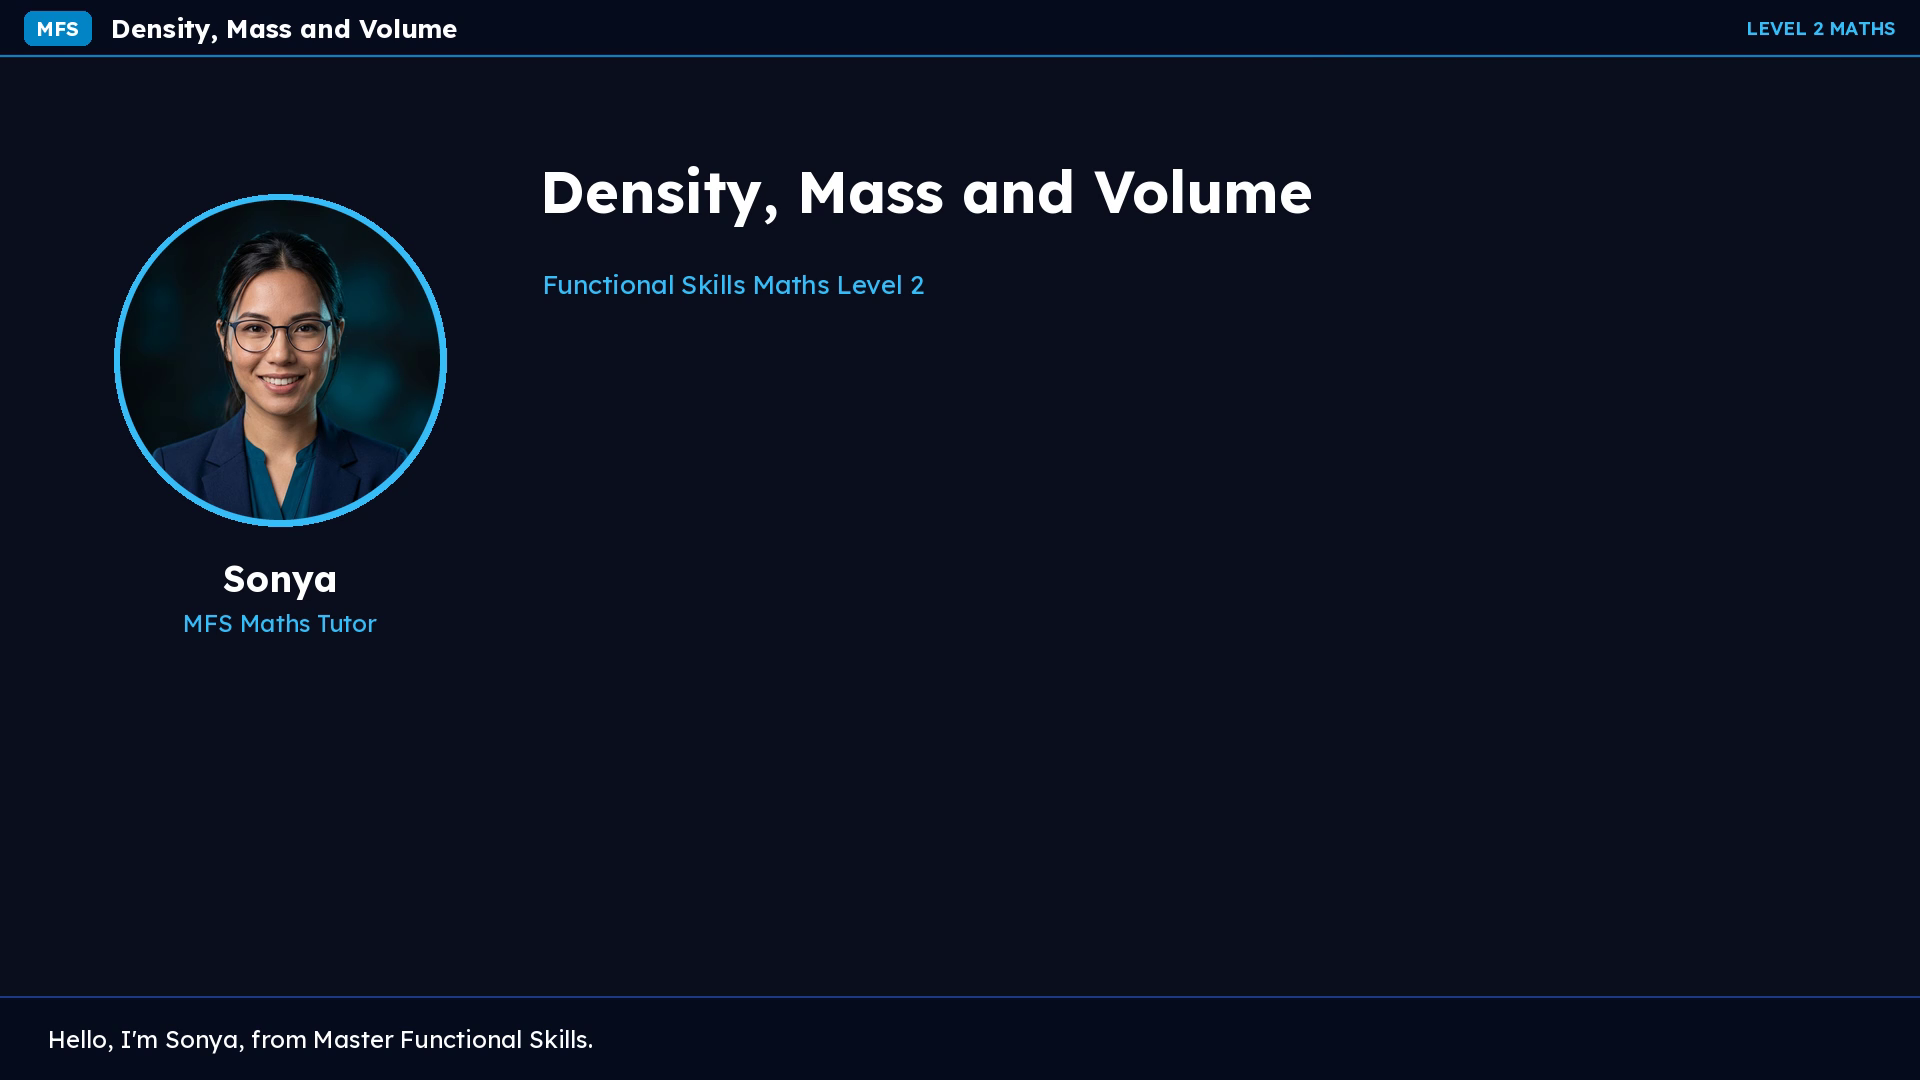 MFS
Density, Mass and Volume
LEVEL 2 MATHS
Density, Mass and Volume
Functional Skills Maths Level 2
Sonya
MFS Maths Tutor
Hello, I'm Sonya, from Master Functional Skills.